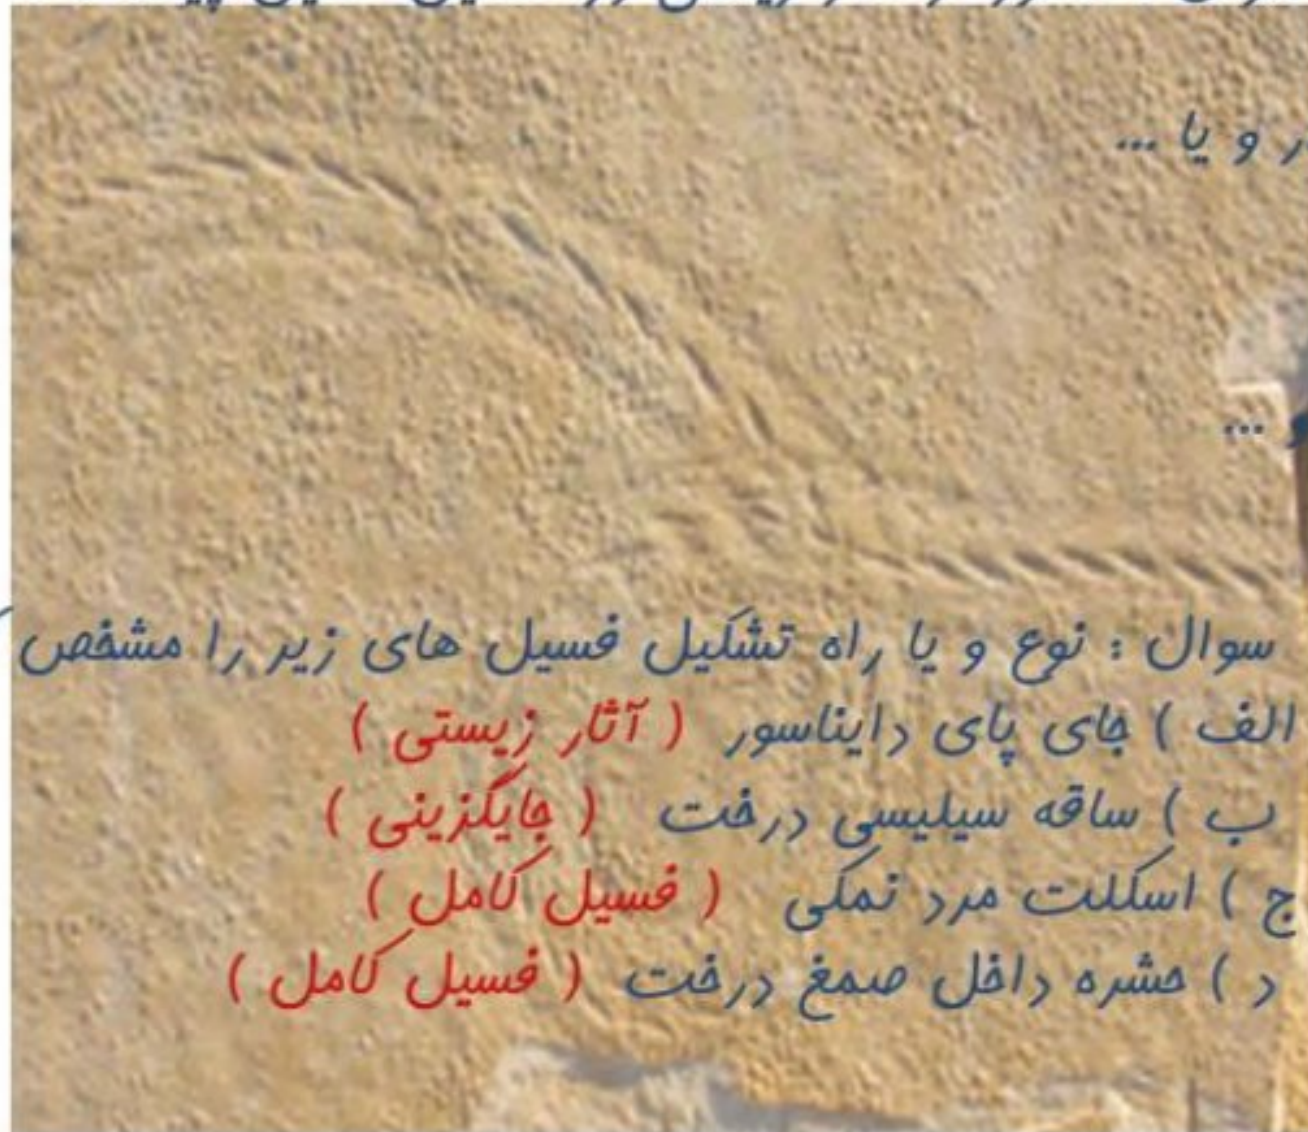 ر و یا ...
و ...
سوال : نوع و یا راه تشکیل فسیل های زیر را مشخص
الف ) جای پای دایناسور ( آثار زیستی )
ب ) ساقه سیلیسی درخت ( جایگزینی )
ج ) اسکلت مرد نمکی ( فسیل کامل )
د ) حشره داخل صمغ درخت ( فسیل کامل )